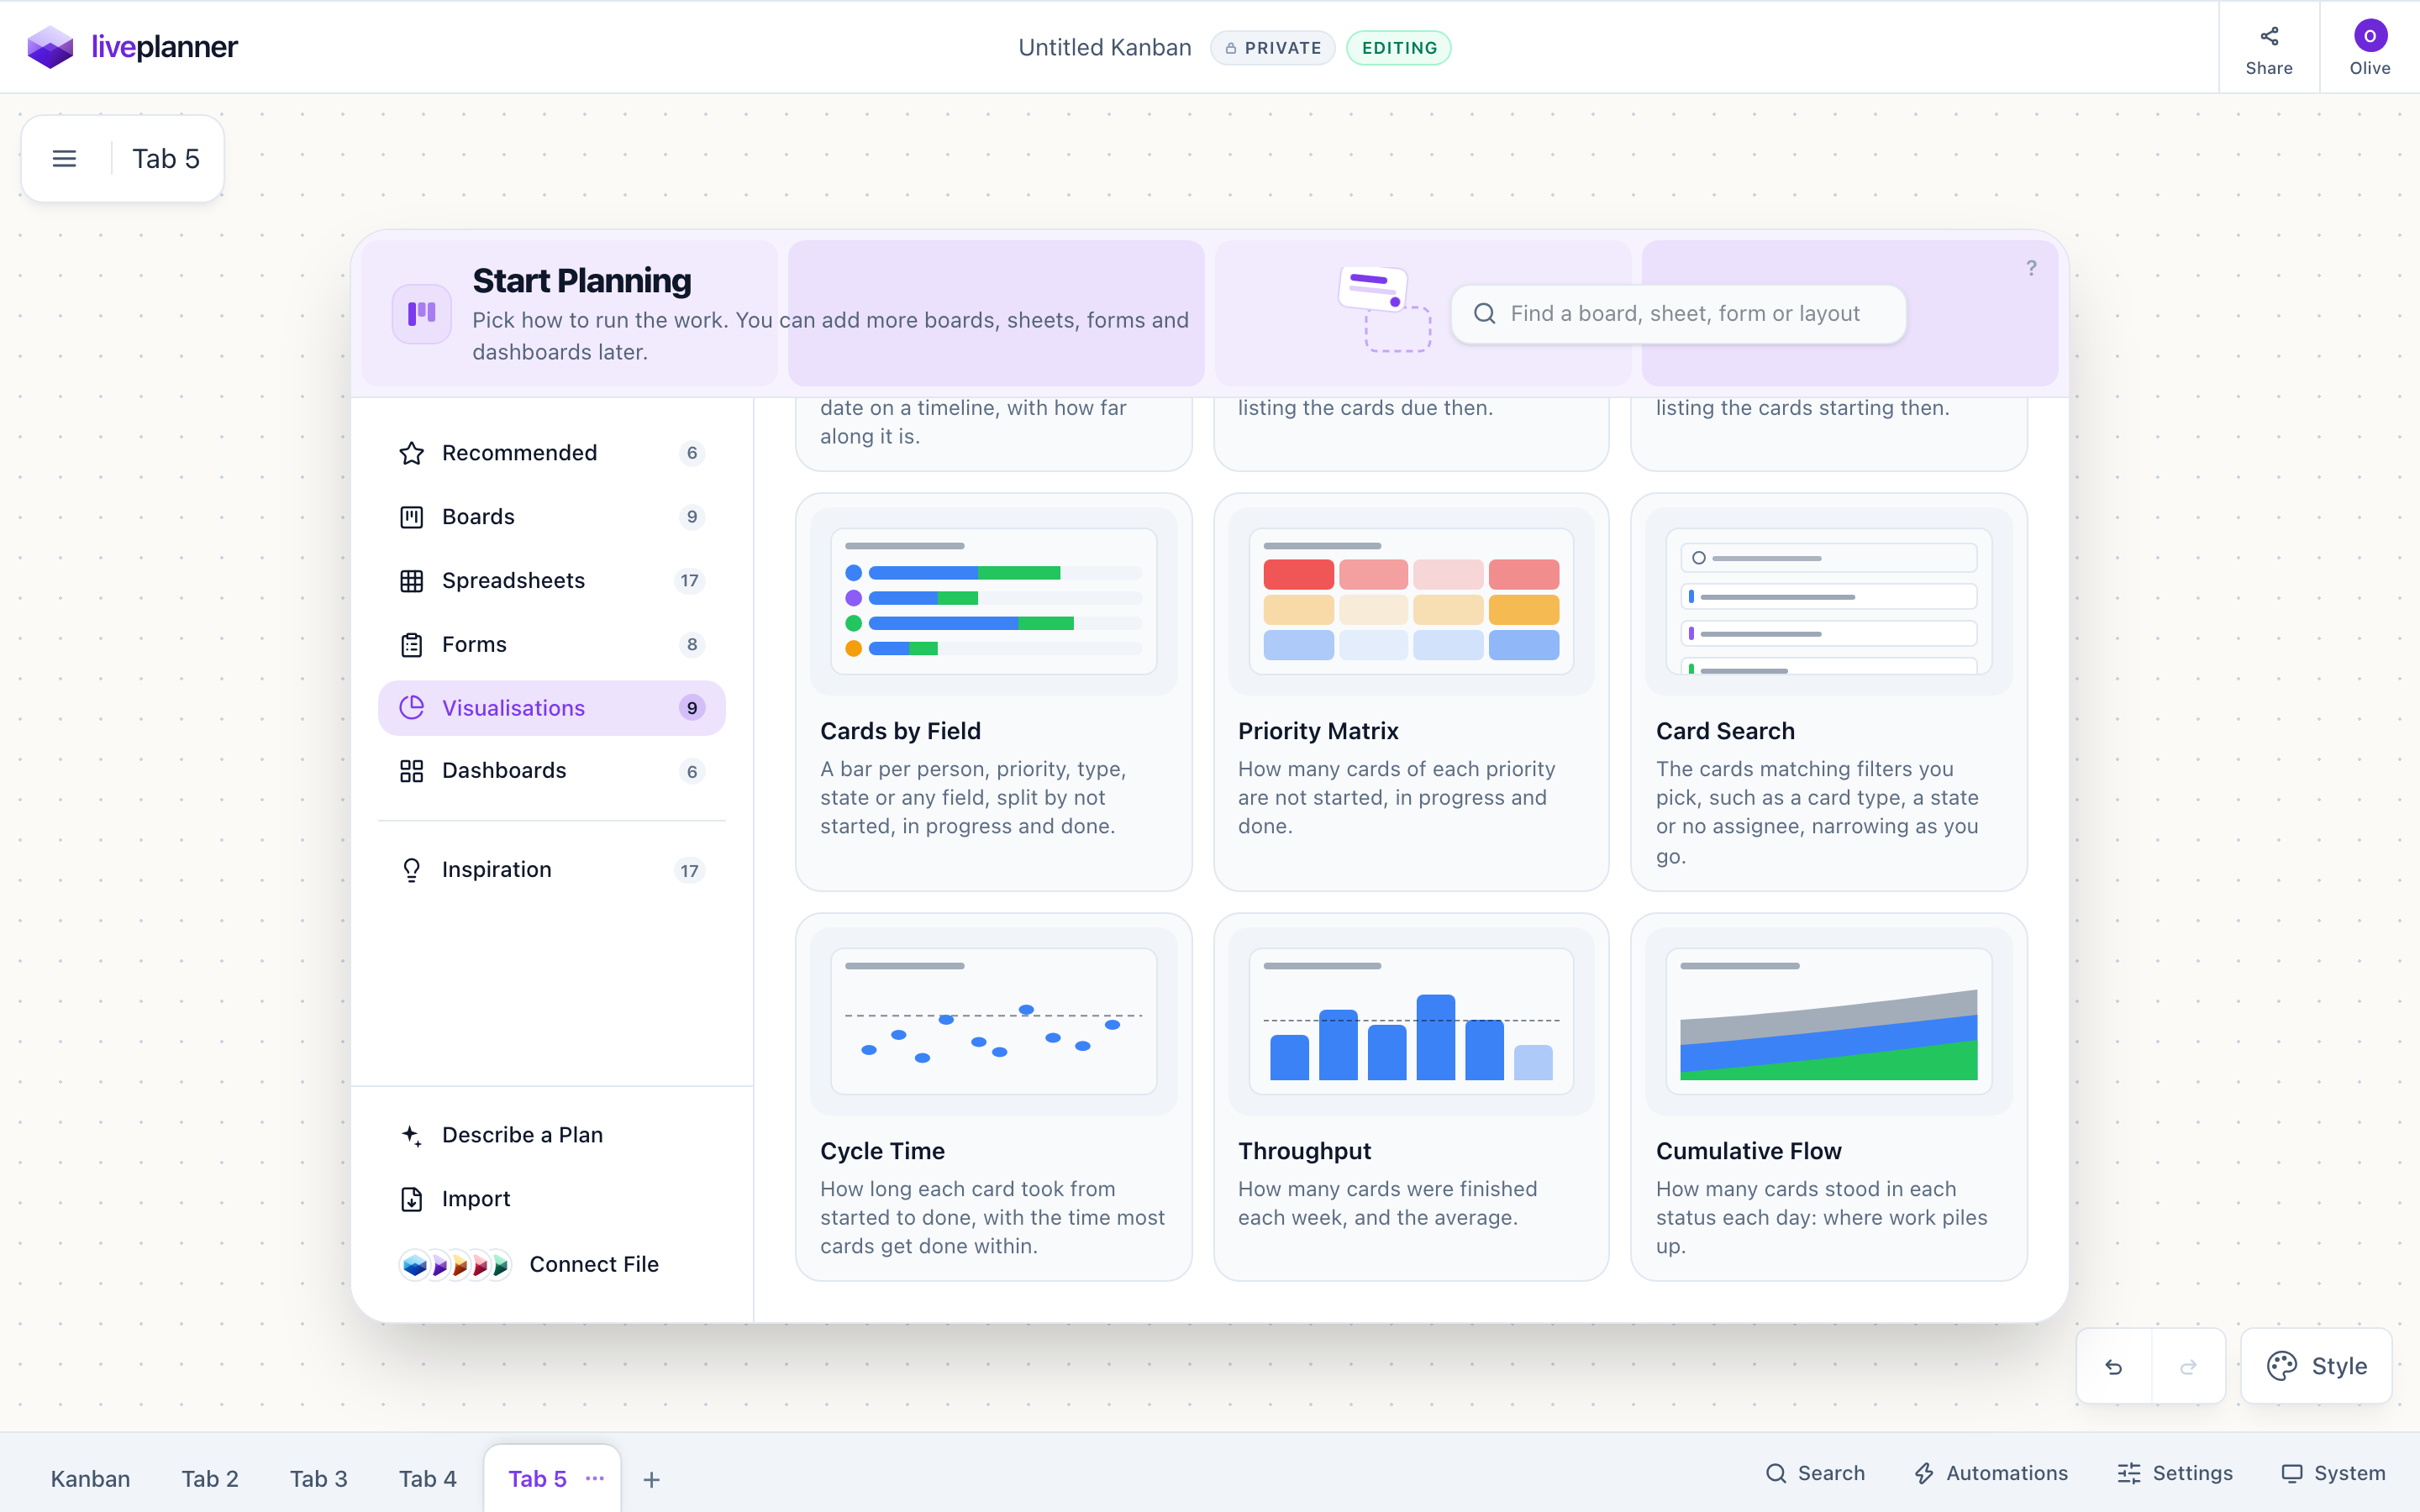 liveplanner
Untitled Kanban
PRIVATE
EDITING
Share
O
Olive
Tab 5
Start Planning
Pick how to run the work. You can add more boards, sheets, forms and
dashboards later.
Find a board, sheet, form or layout
?
Recommended 6
Boards 9
Spreadsheets 17
Forms 8
Visualisations 9
Dashboards 6
Inspiration 17
Describe a Plan
Import
Connect File
date on a timeline, with how far
along it is.
listing the cards due then.
listing the cards starting then.
Cards by Field
A bar per person, priority, type,
state or any field, split by not
started, in progress and done.
Priority Matrix
How many cards of each priority
are not started, in progress and
done.
Card Search
The cards matching filters you
pick, such as a card type, a state
or no assignee, narrowing as you
go.
Cycle Time
How long each card took from
started to done, with the time most
cards get done within.
Throughput
How many cards were finished
each week, and the average.
Cumulative Flow
How many cards stood in each
status each day: where work piles
up.
Style
Kanban
Tab 2
Tab 3
Tab 4
Tab 5
Search
Automations
Settings
System